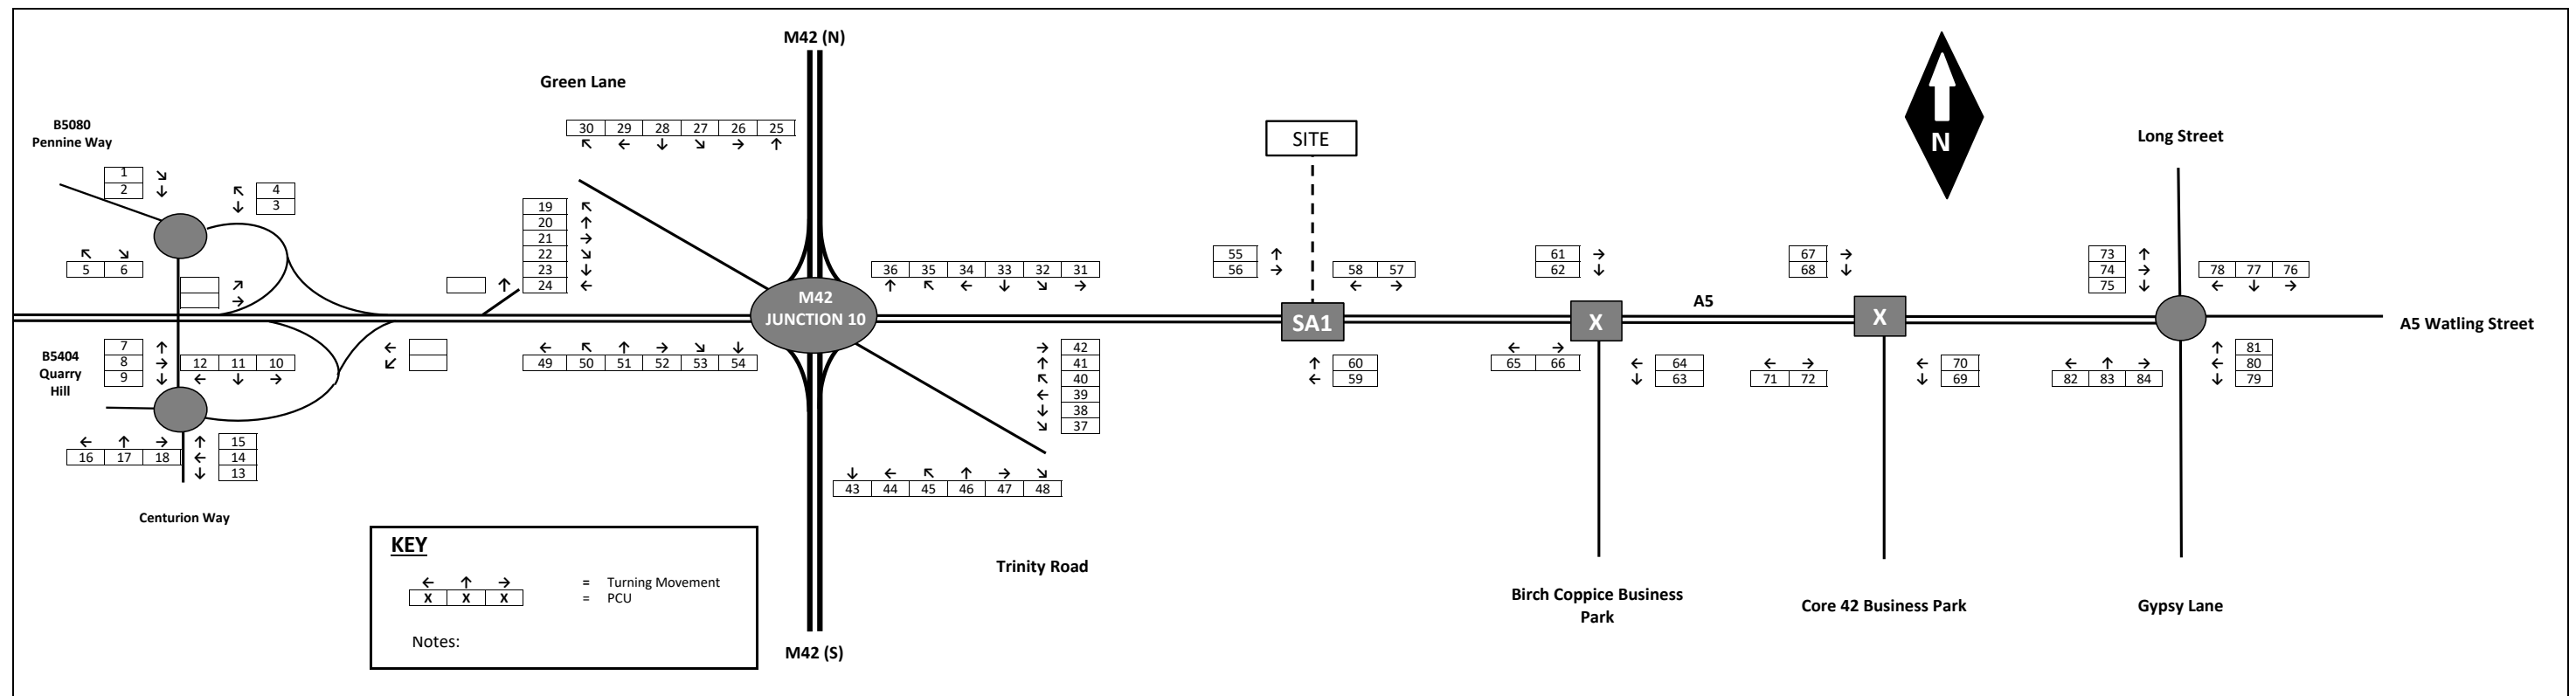 M42 (N)
Green Lane
B5080
Pennine Way
1
2
4
3
5 6
30 29 28 27 26 25
19
20
21
22
23
24
36 35 34 33 32 31
M42
JUNCTION 10
SITE
55
56
58 57
SA1
61
62
X
A5
67
68
X
N
Long Street
73
74
75
78 77 76
A5 Watling Street
B5404
Quarry
Hill
7
8
9
12 11 10
16 17 18
15
14
13
Centurion Way
49 50 51 52 53 54
42
41
40
39
38
37
43 44 45 46 47 48
60
59
65 66
64
63
71 72
70
69
82 83 84
81
80
79
Trinity Road
Birch Coppice Business
Park
Core 42 Business Park
Gypsy Lane
M42 (S)
KEY
← ↑ → = Turning Movement
X X X = PCU
Notes: